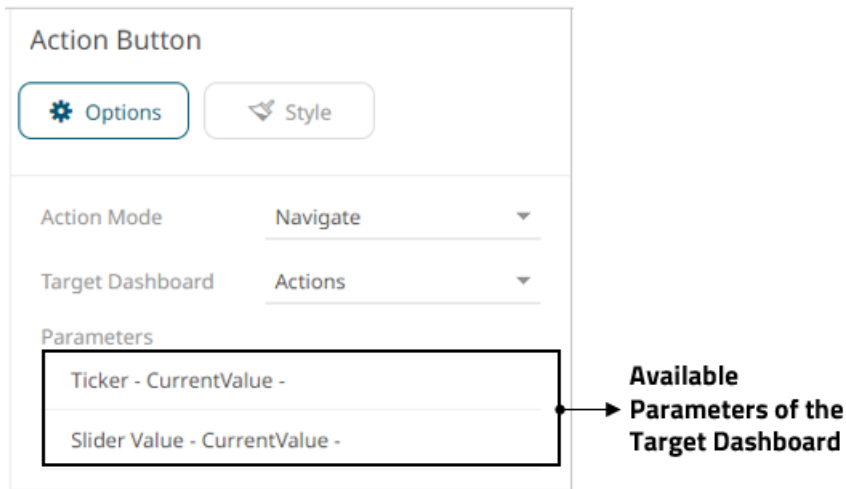 Action Button
Options
Style
Action Mode
Navigate
Target Dashboard
Actions
Parameters
Ticker - CurrentValue -
Slider Value - CurrentValue -
Available
Parameters of the
Target Dashboard